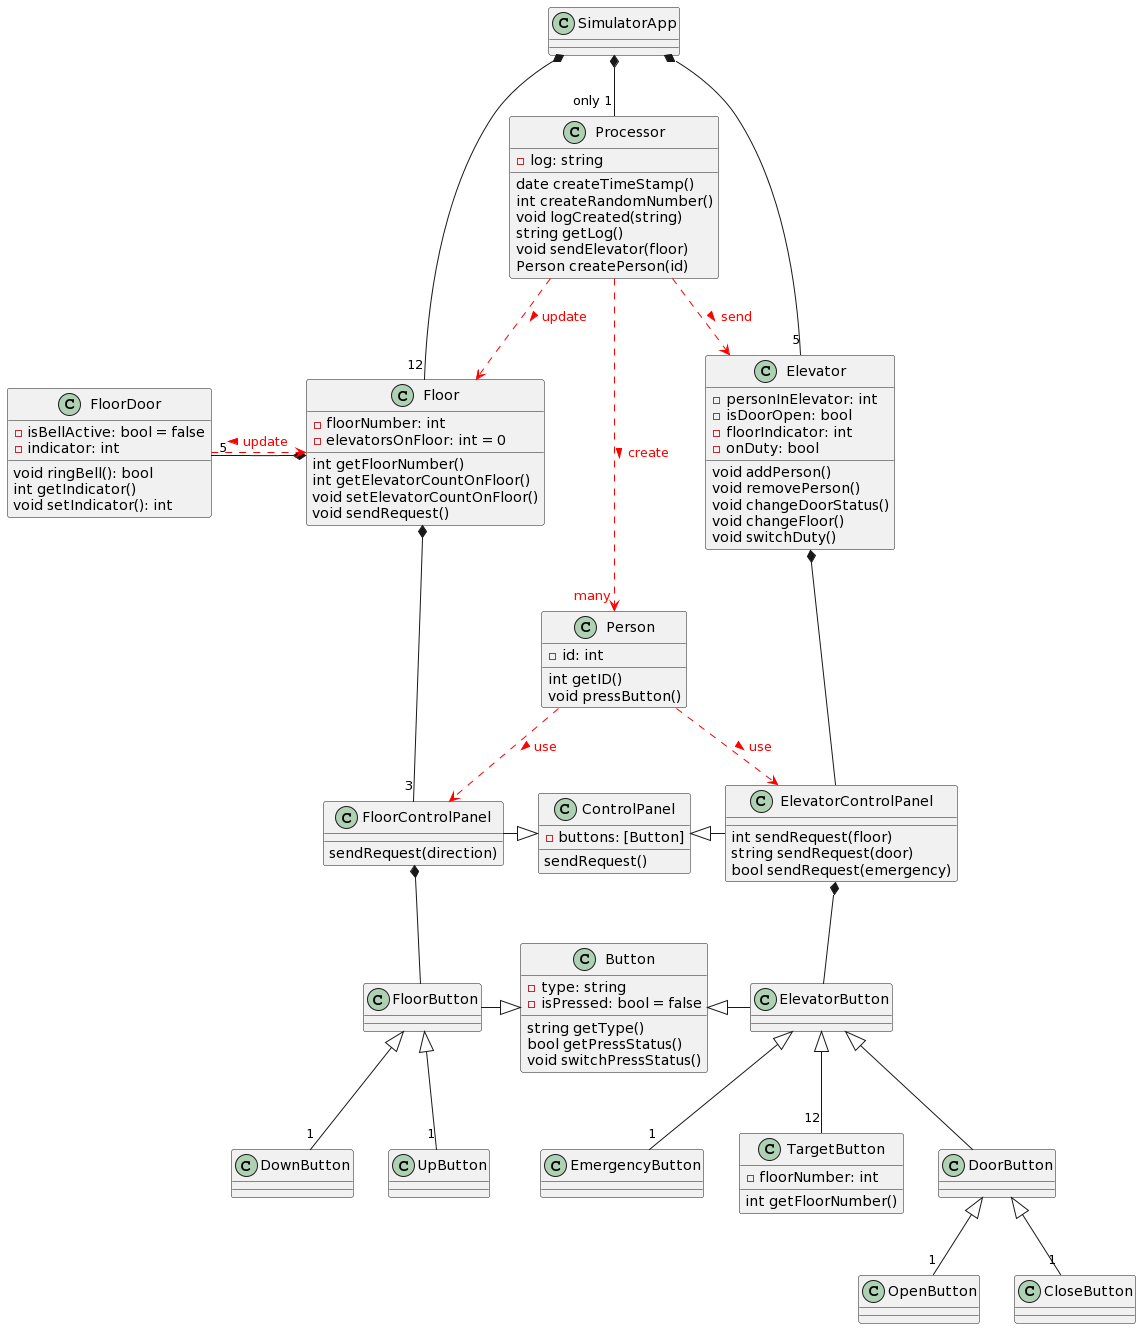 C SimulatorApp
only 1
C Processor
log: string
date createTimeStamp()
int createRandomNumber()
void logCreated(string)
string getLog()
void sendElevator(floor)
Person createPerson(id)
update
send
12
5
C Floor
floorNumber: int
elevatorsOnFloor: int = 0
int getFloorNumber()
int getElevatorCountOnFloor()
void setElevatorCountOnFloor()
void sendRequest()
C Elevator
personInElevator: int
isDoorOpen: bool
floorIndicator: int
onDuty: bool
void addPerson()
void removePerson()
void changeDoorStatus()
void changeFloor()
void switchDuty()
C FloorDoor
isBellActive: bool = false
indicator: int
void ringBell(): bool
int getIndicator()
void setIndicator(): int
update
5
create
many
C Person
id: int
int getID()
void pressButton()
use
use
3
C FloorControlPanel
sendRequest(direction)
C ControlPanel
buttons: [Button]
sendRequest()
C ElevatorControlPanel
int sendRequest(floor)
string sendRequest(door)
bool sendRequest(emergency)
C FloorButton
C Button
type: string
isPressed: bool = false
string getType()
bool getPressStatus()
void switchPressStatus()
C ElevatorButton
1
1
1
12
C DownButton
C UpButton
C EmergencyButton
C TargetButton
floorNumber: int
int getFloorNumber()
C DoorButton
1
1
C OpenButton
C CloseButton